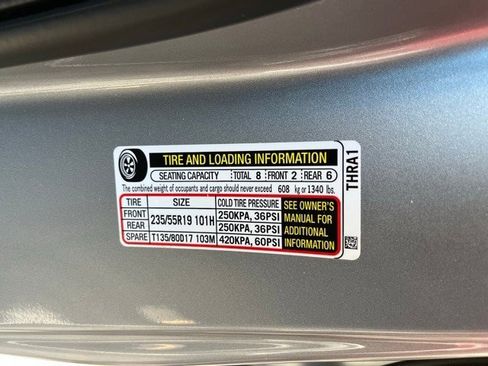 TIRE AND LOADING INFORMATION
SEATING CAPACITY :TOTAL 8 :FRONT 2 :REAR 6
The combined weight of occupants and cargo should never exceed 608 kg or 1340 lbs.
TIRE SIZE COLD TIRE PRESSURE
FRONT 235/55R19 101H 250KPA, 36PSI
REAR 250KPA, 36PSI
SPARE T135/80D17 103M 420KPA, 60PSI
SEE OWNER'S
MANUAL FOR
ADDITIONAL
INFORMATION
THRA1